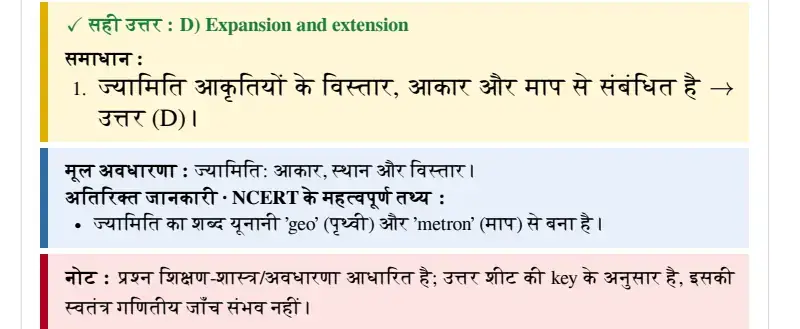 ✓ सही उत्तर : D) Expansion and extension
समाधान :
1. ज्यामिति आकृतियों के विस्तार, आकार और माप से संबंधित है →
उत्तर (D)।
मूल अवधारणा : ज्यामिति: आकार, स्थान और विस्तार।
अतिरिक्त जानकारी · NCERT के महत्वपूर्ण तथ्य :
• ज्यामिति का शब्द यूनानी ’geo’ (पृथ्वी) और ’metron’ (माप) से बना है।
नोट : प्रश्न शिक्षण-शास्त्र/अवधारणा आधारित है; उत्तर शीट की key के अनुसार है, इसकी
स्वतंत्र गणितीय जाँच संभव नहीं।